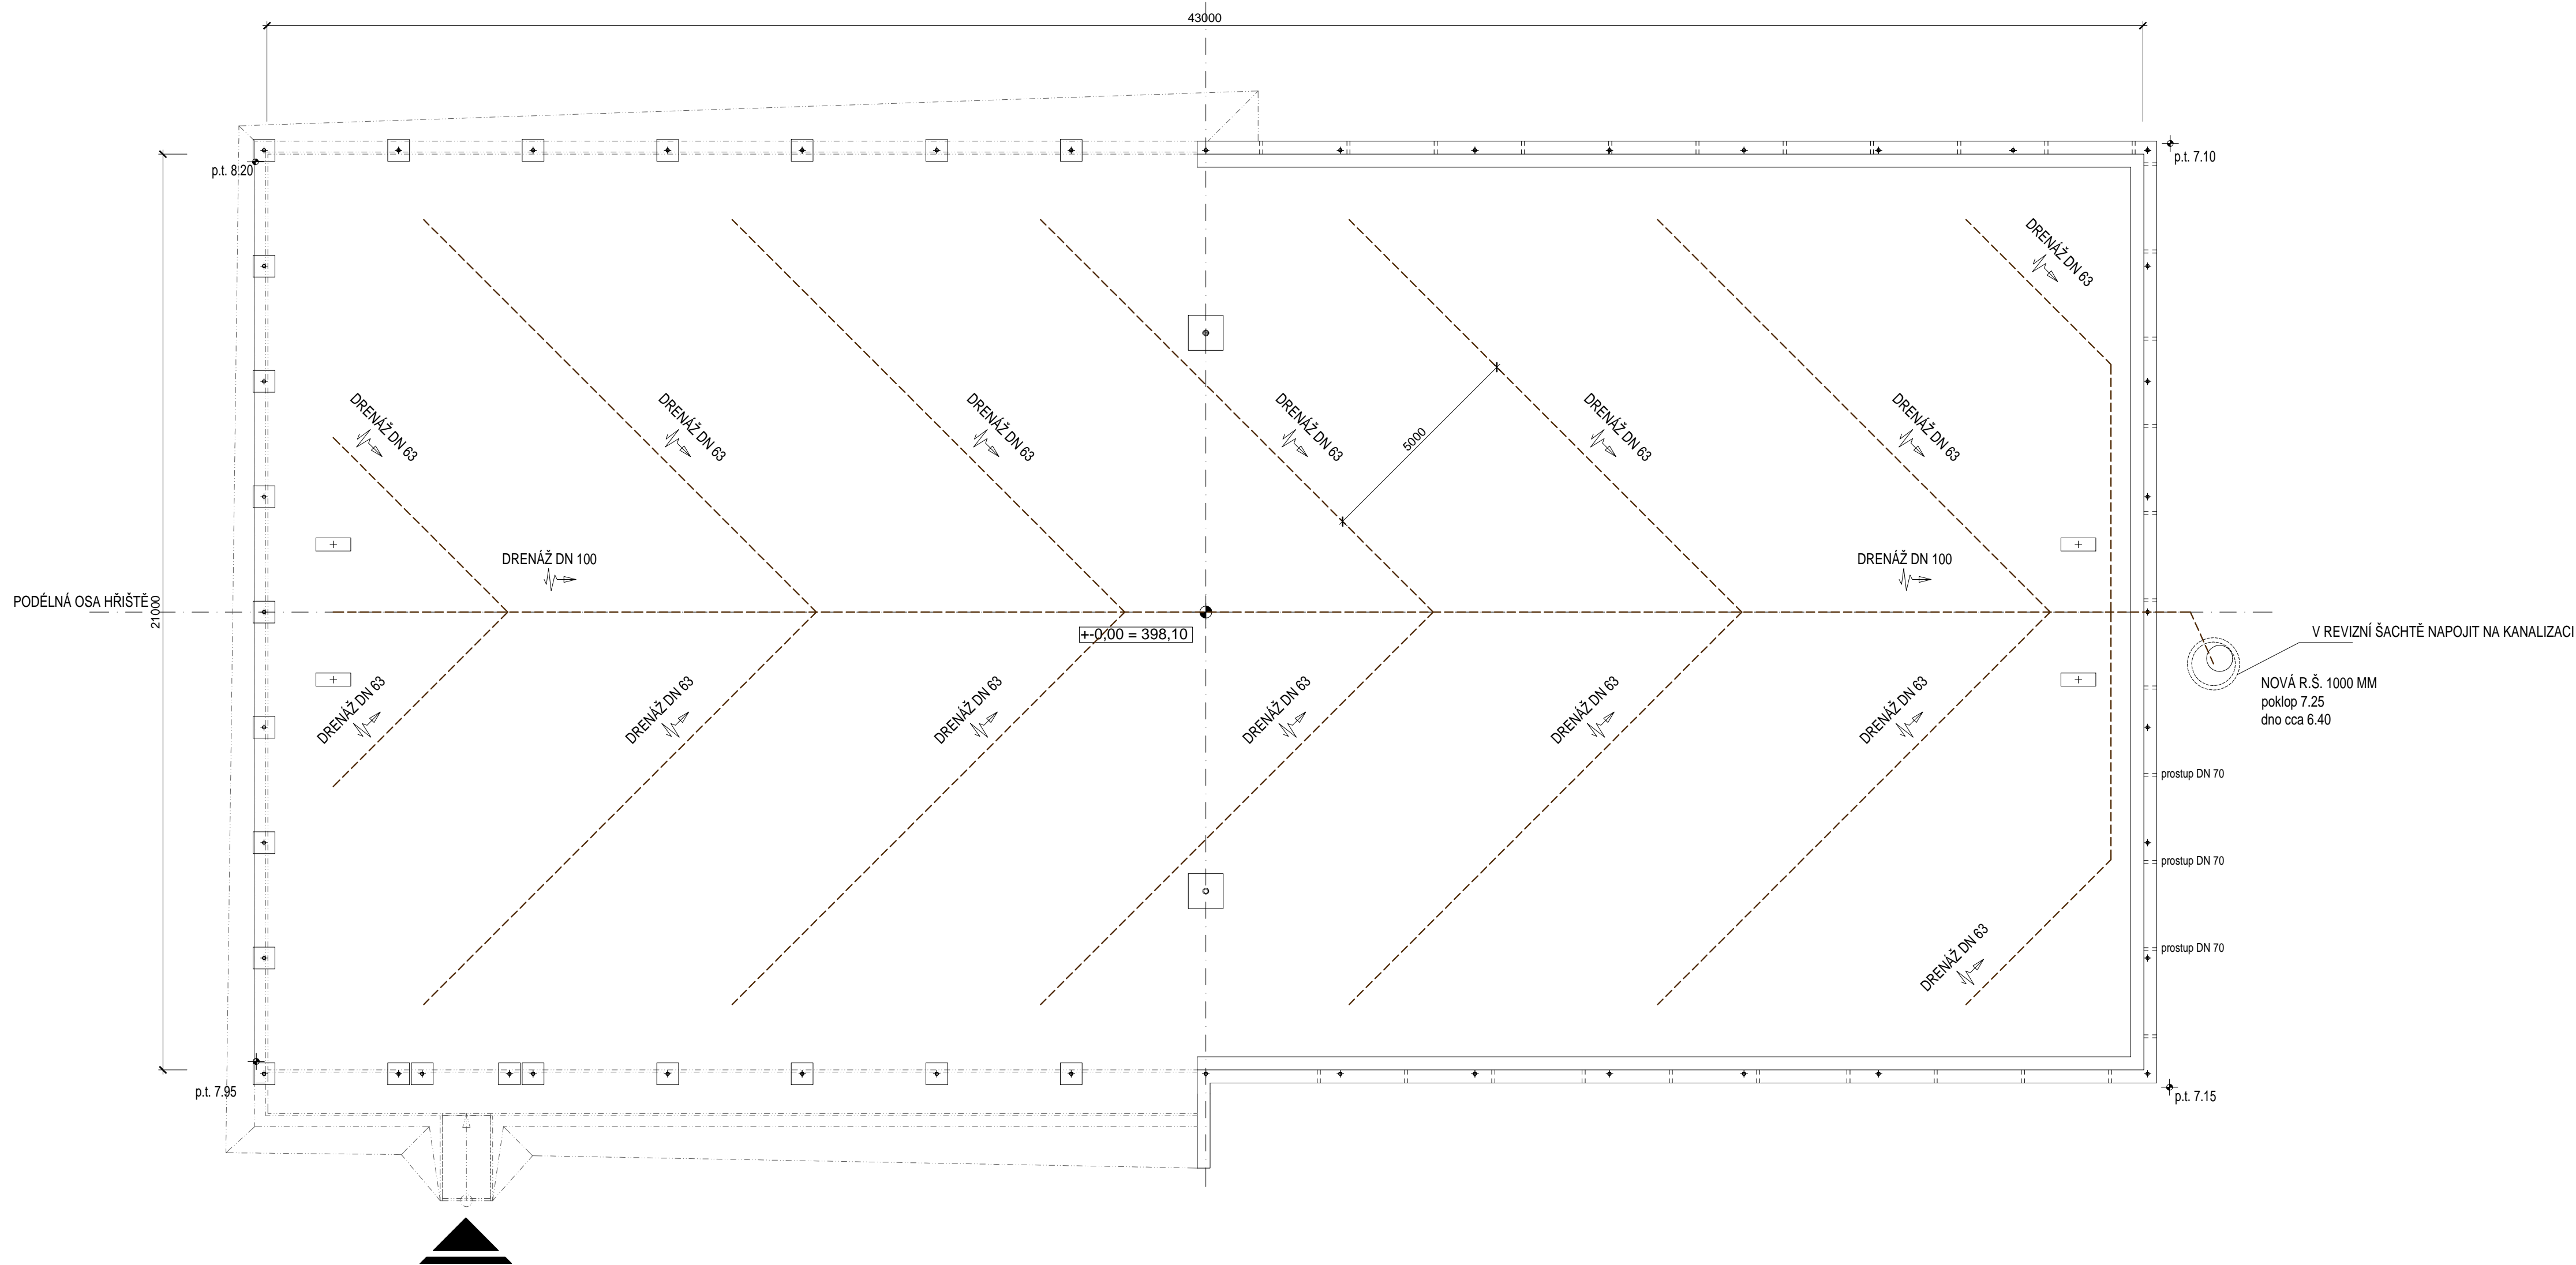 43000
p.t. 8.20
p.t. 7.10
DRENÁŽ DN 63
DRENÁŽ DN 63
DRENÁŽ DN 63
DRENÁŽ DN 63
DRENÁŽ DN 63
DRENÁŽ DN 63
DRENÁŽ DN 63
5000
DRENÁŽ DN 100
DRENÁŽ DN 100
PODÉLNÁ OSA HŘIŠTĚ
21000
+-0,00 = 398,10
V REVIZNÍ ŠACHTĚ NAPOJIT NA KANALIZACI
NOVÁ R.Š. 1000 MM
poklop 7.25
dno cca 6.40
DRENÁŽ DN 63
DRENÁŽ DN 63
DRENÁŽ DN 63
DRENÁŽ DN 63
DRENÁŽ DN 63
DRENÁŽ DN 63
prostup DN 70
prostup DN 70
prostup DN 70
DRENÁŽ DN 63
p.t. 7.95
p.t. 7.15